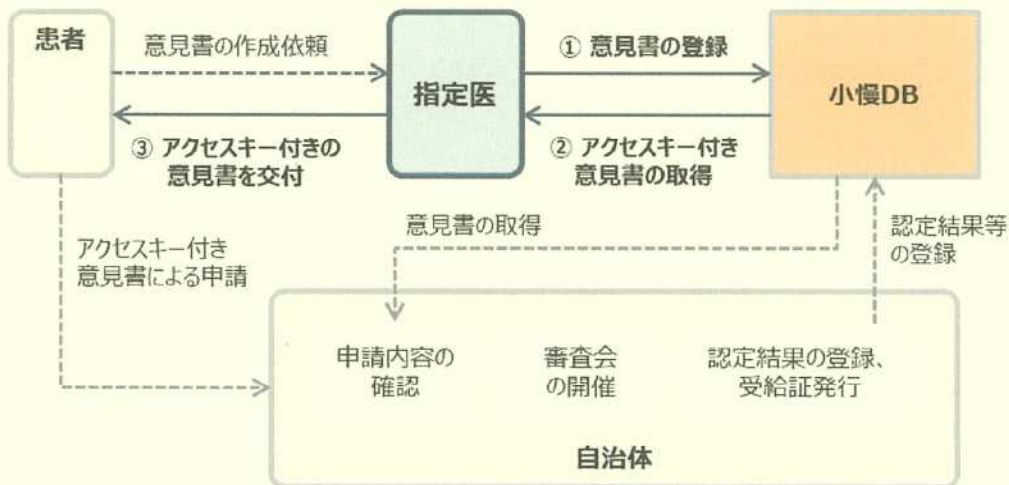 患者
意見書の作成依頼
指定医
① 意見書の登録
小慢DB
③ アクセスキー付きの
意見書を交付
② アクセスキー付き
意見書の取得
アクセスキー付き
意見書による申請
意見書の取得
認定結果等
の登録
申請内容の
確認
審査会
の開催
認定結果の登録、
受給証発行
自治体